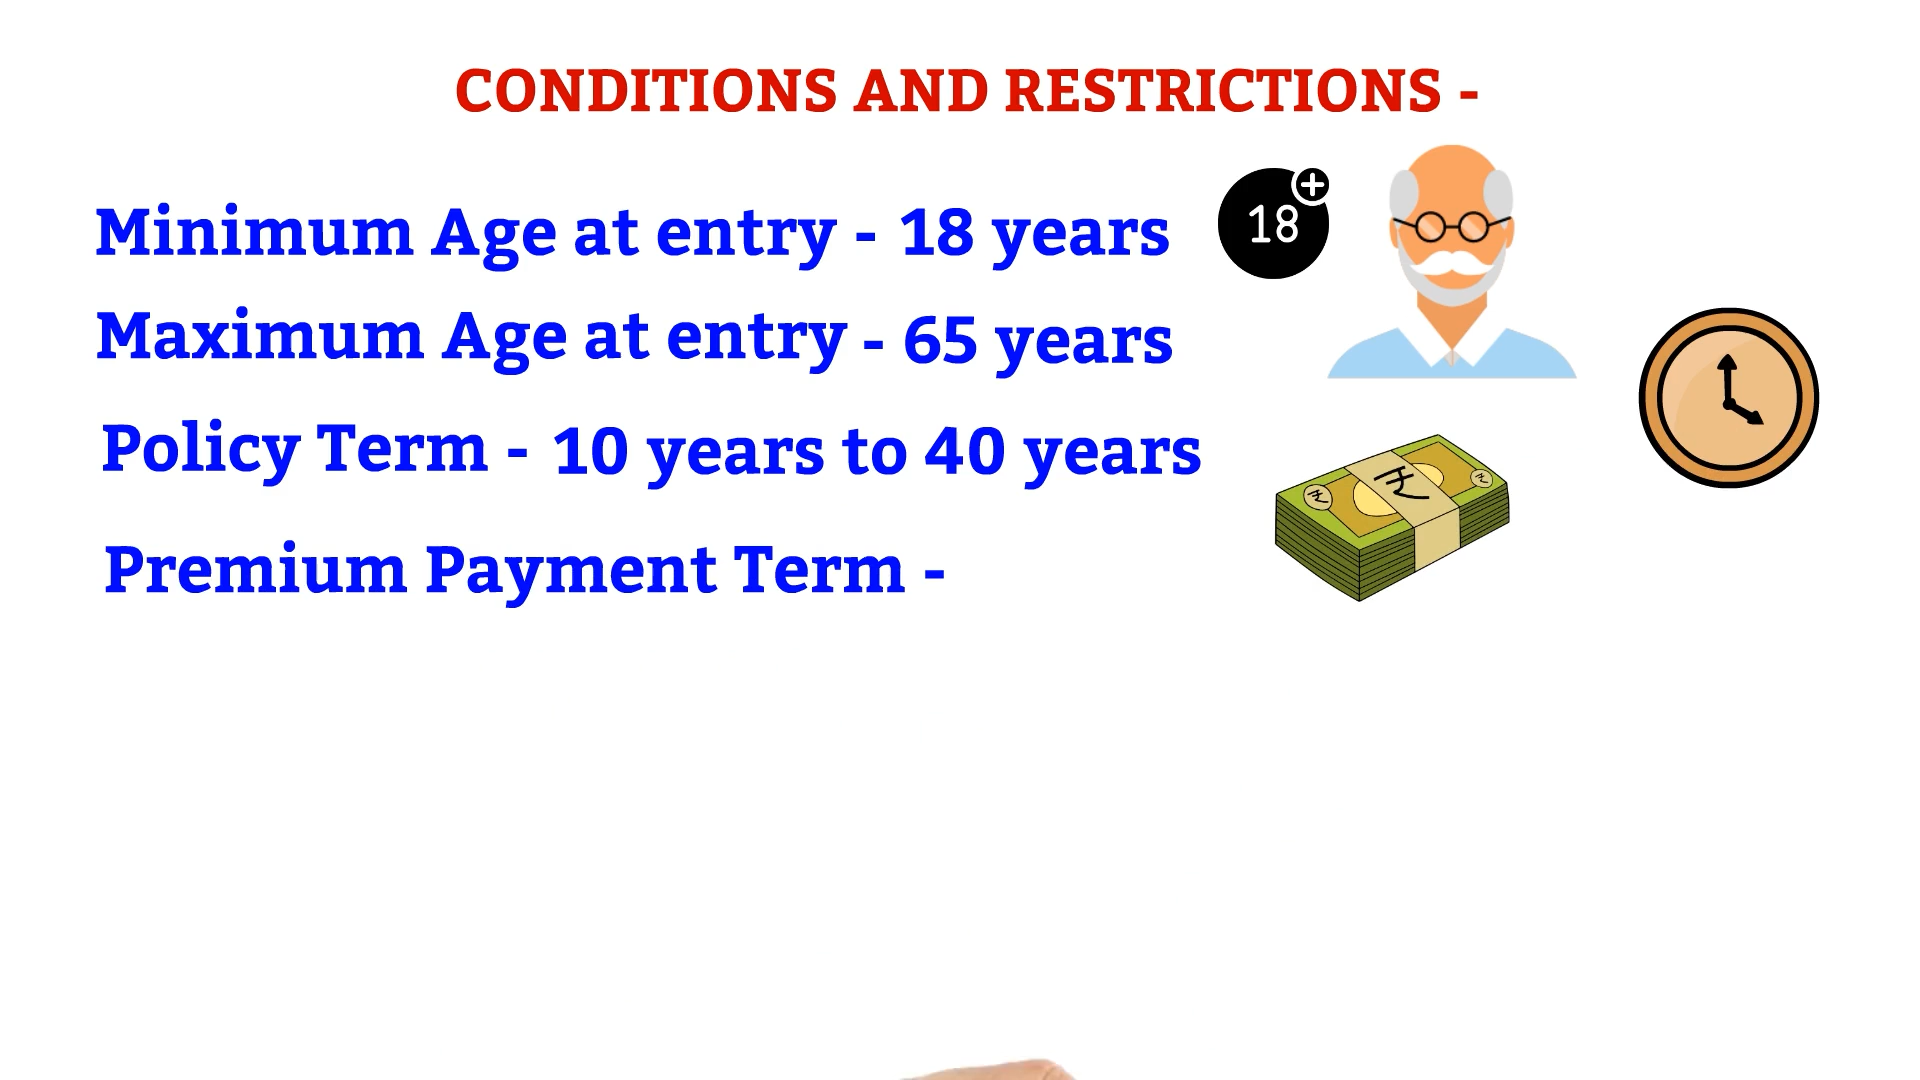 CONDITIONS AND RESTRICTIONS -
Minimum Age at entry - 18 years
18+
Maximum Age at entry - 65 years
Policy Term - 10 years to 40 years
₹ ₹ ₹
Premium Payment Term -